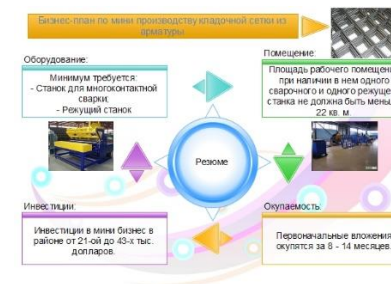 Бизнес-план по мини производству кладочной сетки из
арматуры
Оборудование:
Минимум требуется:
- Станок для многоконтактной
сварки;
- Режущий станок
Помещение:
Площадь рабочего помещени
при наличии в нем одного
сварочного и одного режуще
станка не должна быть мень
22 кв. м.
Резюме
Инвестиции:
Инвестиции в мини бизнес в
районе от 21-ой до 43-х тыс.
долларов.
Окупаемость:
Первоначальные вложения
окупятся за 8 - 14 месяцев.